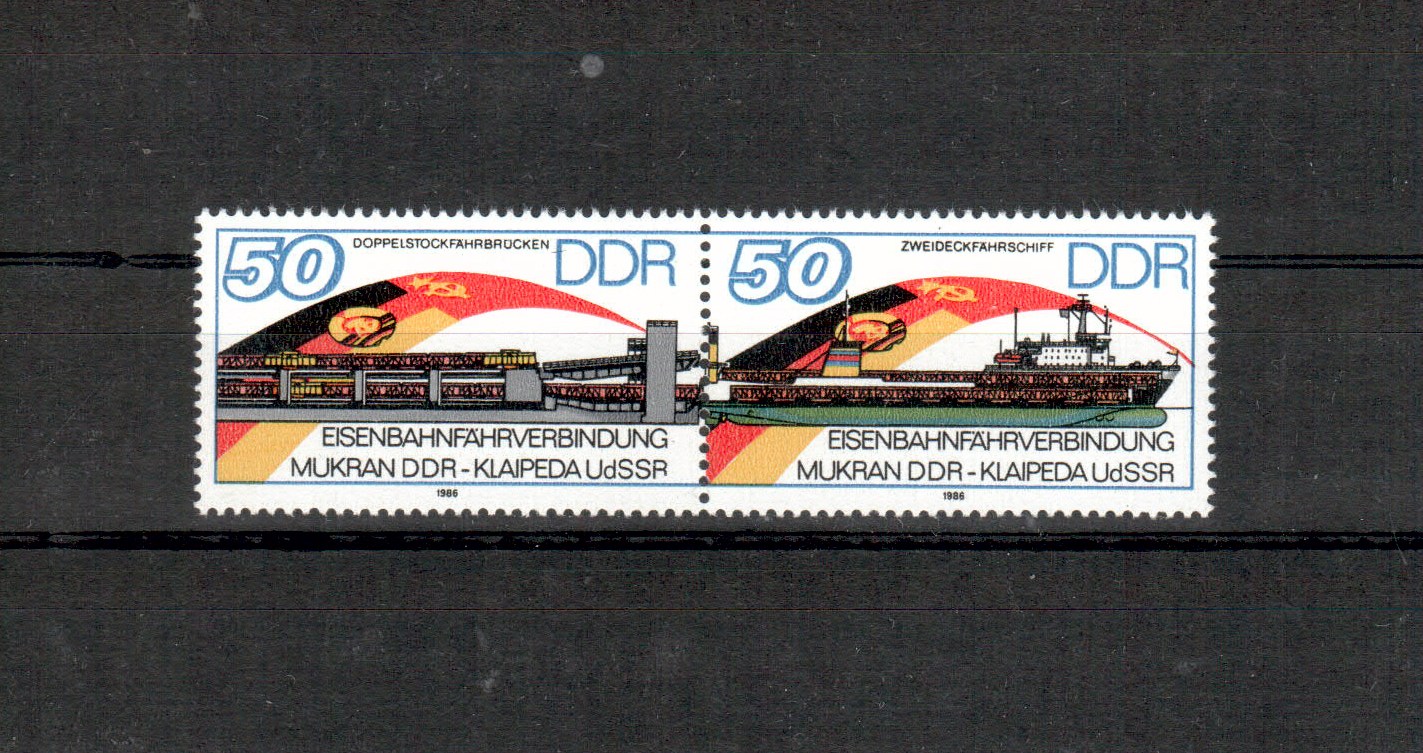 50 DOPPELSTOCKFÄHRBRÜCKEN DDR
EISENBAHNFÄHRVERBINDUNG
MUKRAN DDR - KLAIPEDA UdSSR
1986
50 ZWEIDECKFÄHRSCHIFF DDR
EISENBAHNFÄHRVERBINDUNG
MUKRAN DDR - KLAIPEDA UdSSR
1986